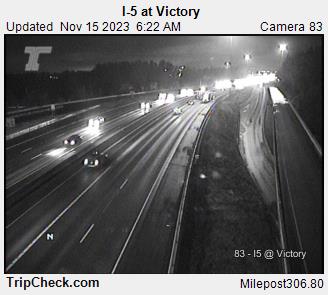 I-5 at Victory
Updated Nov 15 2023 6:22 AM Camera 83
T
N
83 - I5 @ Victory
TripCheck.com Milepost306.80